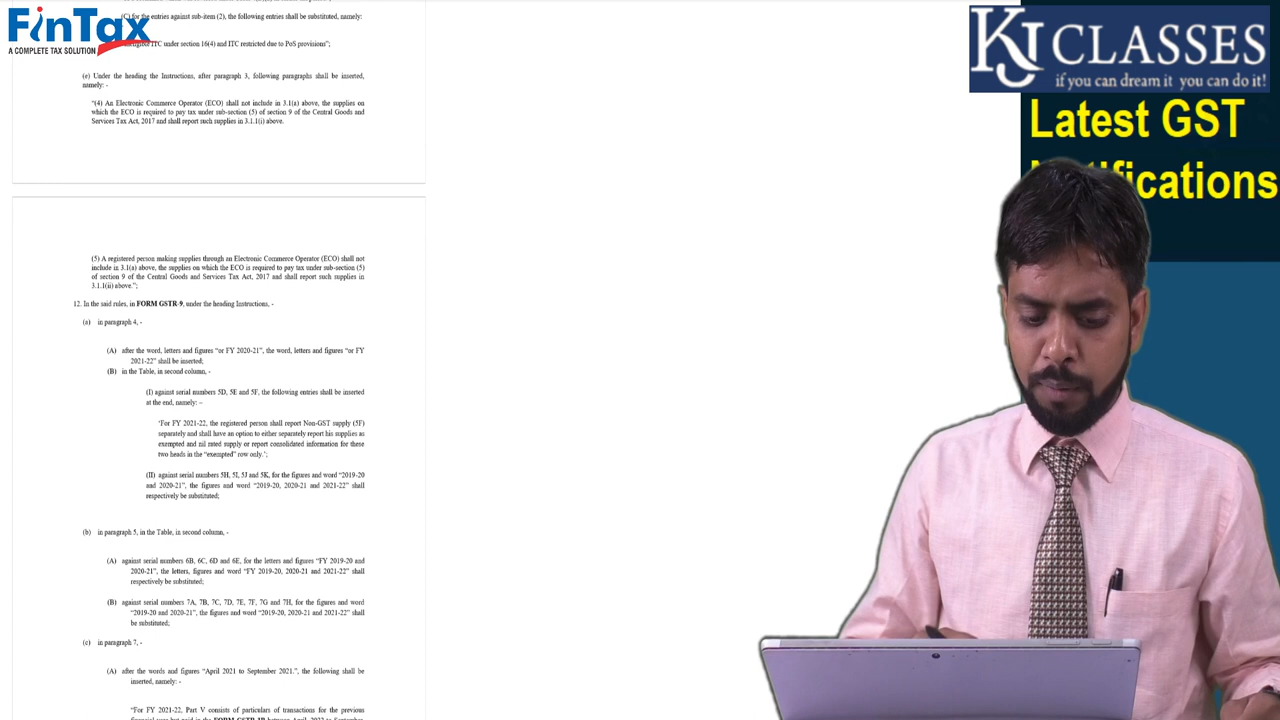 FinTax
A COMPLETE TAX SOLUTION
KJ CLASSES
if you can dream it you can do it!
Latest GST
Notifications
(C) for the entries against sub-item (2), the following entries shall be substituted, namely:
ITC under section 16(4) and ITC restricted due to PoS provisions”;
(e) Under the heading the Instructions, after paragraph 3, following paragraphs shall be inserted,
namely: -
“(4) An Electronic Commerce Operator (ECO) shall not include in 3.1(a) above, the supplies on
which the ECO is required to pay tax under sub-section (5) of section 9 of the Central Goods and
Services Tax Act, 2017 and shall report such supplies in 3.1.1(i) above.
(5) A registered person making supplies through an Electronic Commerce Operator (ECO) shall not
include in 3.1(a) above, the supplies on which the ECO is required to pay tax under sub-section (5)
of section 9 of the Central Goods and Services Tax Act, 2017 and shall report such supplies in
3.1.1(ii) above.”;
12. In the said rules, in FORM GSTR-9, under the heading Instructions, -
(a) in paragraph 4, -
(A) after the word, letters and figures “or FY 2020-21”, the word, letters and figures “or FY
2021-22” shall be inserted;
(B) in the Table, in second column, -
(I) against serial numbers 5D, 5E and 5F, the following entries shall be inserted
at the end, namely: –
‘For FY 2021-22, the registered person shall report Non-GST supply (5F)
separately and shall have an option to either separately report his supplies as
exempted and nil rated supply or report consolidated information for these
two heads in the “exempted” row only.’;
(II) against serial numbers 5H, 5I, 5J and 5K, for the figures and word “2019-20
and 2020-21”, the figures and word “2019-20, 2020-21 and 2021-22” shall
respectively be substituted;
(b) in paragraph 5, in the Table, in second column, -
(A) against serial numbers 6B, 6C, 6D and 6E, for the letters and figures “FY 2019-20 and
2020-21”, the letters, figures and word “FY 2019-20, 2020-21 and 2021-22” shall
respectively be substituted;
(B) against serial numbers 7A, 7B, 7C, 7D, 7E, 7F, 7G and 7H, for the figures and word
“2019-20 and 2020-21”, the figures and word “2019-20, 2020-21 and 2021-22” shall
be substituted;
(c) in paragraph 7, -
(A) after the words and figures “April 2021 to September 2021.”, the following shall be
inserted, namely: -
“For FY 2021-22, Part V consists of particulars of transactions for the previous